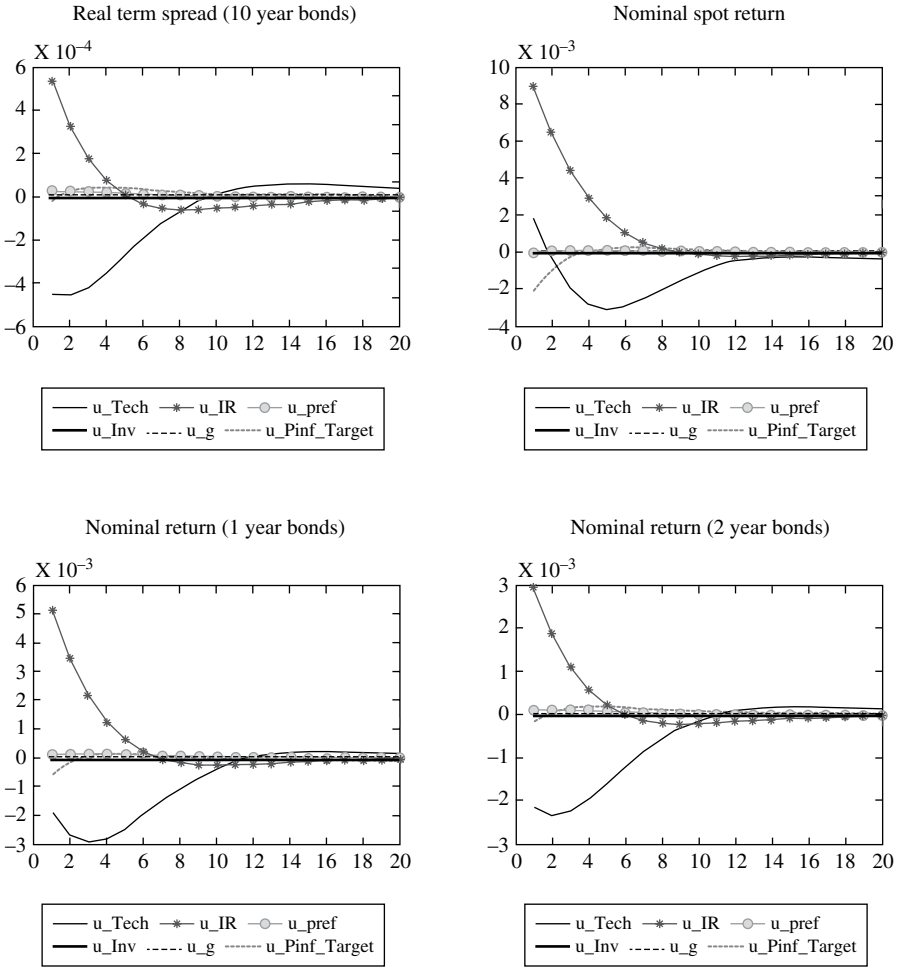 Real term spread (10 year bonds)
X 10⁻⁴
6
4
2
0
–2
–4
–6
0 2 4 6 8 10 12 14 16 18 20
u_Tech u_IR u_pref
u_Inv u_g u_Pinf_Target
Nominal spot return
X 10⁻³
10
8
6
4
2
0
–2
–4
0 2 4 6 8 10 12 14 16 18 20
u_Tech u_IR u_pref
u_Inv u_g u_Pinf_Target
Nominal return (1 year bonds)
X 10⁻³
6
5
4
3
2
1
0
–1
–2
–3
0 2 4 6 8 10 12 14 16 18 20
u_Tech u_IR u_pref
u_Inv u_g u_Pinf_Target
Nominal return (2 year bonds)
X 10⁻³
3
2
1
0
–1
–2
–3
0 2 4 6 8 10 12 14 16 18 20
u_Tech u_IR u_pref
u_Inv u_g u_Pinf_Target